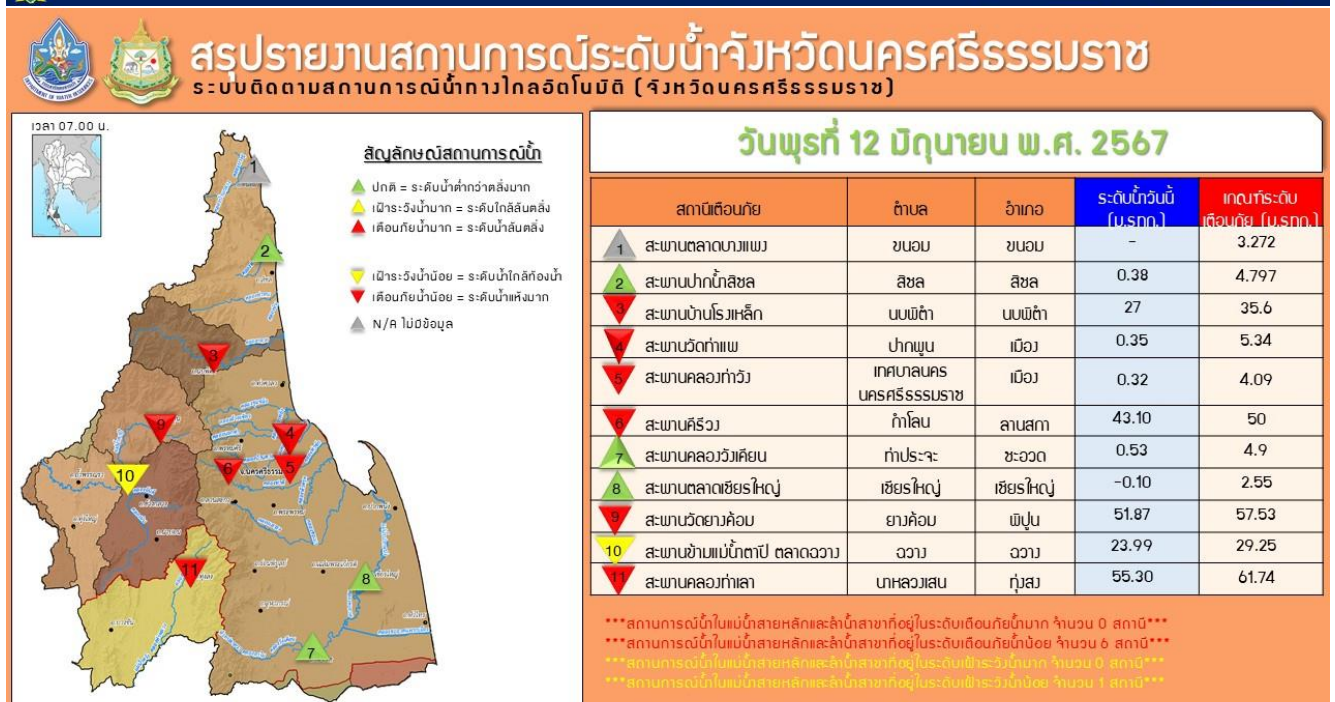 สรุปรายงานสถานการณ์ระดับน้ำจังหวัดนครศรีธรรมราช
ระบบติดตามสถานการณ์น้ำทางไกลอัตโนมัติ (จังหวัดนครศรีธรรมราช)
เวลา 07.00 น.
สัญลักษณ์สถานการณ์น้ำ
ปกติ = ระดับน้ำต่ำกว่าตลิ่งมาก
เฝ้าระวังน้ำมาก = ระดับใกล้ล้นตลิ่ง
เตือนภัยน้ำมาก = ระดับน้ำล้นตลิ่ง
เฝ้าระวังน้ำน้อย = ระดับน้ำใกล้ท้องน้ำ
เตือนภัยน้ำน้อย = ระดับน้ำแห้งมาก
N/A ไม่มีข้อมูล
1
2
3
9
4
10
6
5
11
8
7
วันพุธที่ 12 มิถุนายน พ.ศ. 2567
สถานีเตือนภัย ตำบล อำเภอ ระดับน้ำวันนี้ (ม.รทก.) เกณฑ์ระดับเตือนภัย (ม.รทก.)
1 สะพานตลาดบางแพง ขนอม ขนอม - 3.272
2 สะพานปากน้ำสิชล สิชล สิชล 0.38 4.797
3 สะพานบ้านโรงเหล็ก นบพิตำ นบพิตำ 27 35.6
4 สะพานวัดท่าแพ ปากพูน เมือง 0.35 5.34
5 สะพานคลองท่าวัง เทศบาลนครนครศรีธรรมราช เมือง 0.32 4.09
6 สะพานคีรีวง กำโลน ลานสกา 43.10 50
7 สะพานคลองวังเคียน ท่าประจะ ชะอวด 0.53 4.9
8 สะพานตลาดเชียรใหญ่ เชียรใหญ่ เชียรใหญ่ -0.10 2.55
9 สะพานวัดยางค้อม ยางค้อม พิปูน 51.87 57.53
10 สะพานข้ามแม่น้ำตาปี ตลาดฉวาง ฉวาง ฉวาง 23.99 29.25
11 สะพานคลองท่าเลา นาหลวงเสน ทุ่งสง 55.30 61.74
***สถานการณ์น้ำในแม่น้ำสายหลักและลำน้ำสาขาที่อยู่ในระดับเตือนภัยน้ำมาก จำนวน 0 สถานี***
***สถานการณ์น้ำในแม่น้ำสายหลักและลำน้ำสาขาที่อยู่ในระดับเตือนภัยน้ำน้อย จำนวน 6 สถานี***
***สถานการณ์น้ำในแม่น้ำสายหลักและลำน้ำสาขาที่อยู่ในระดับเฝ้าระวังน้ำมาก จำนวน 0 สถานี***
***สถานการณ์น้ำในแม่น้ำสายหลักและลำน้ำสาขาที่อยู่ในระดับเฝ้าระวังน้ำน้อย จำนวน 1 สถานี***